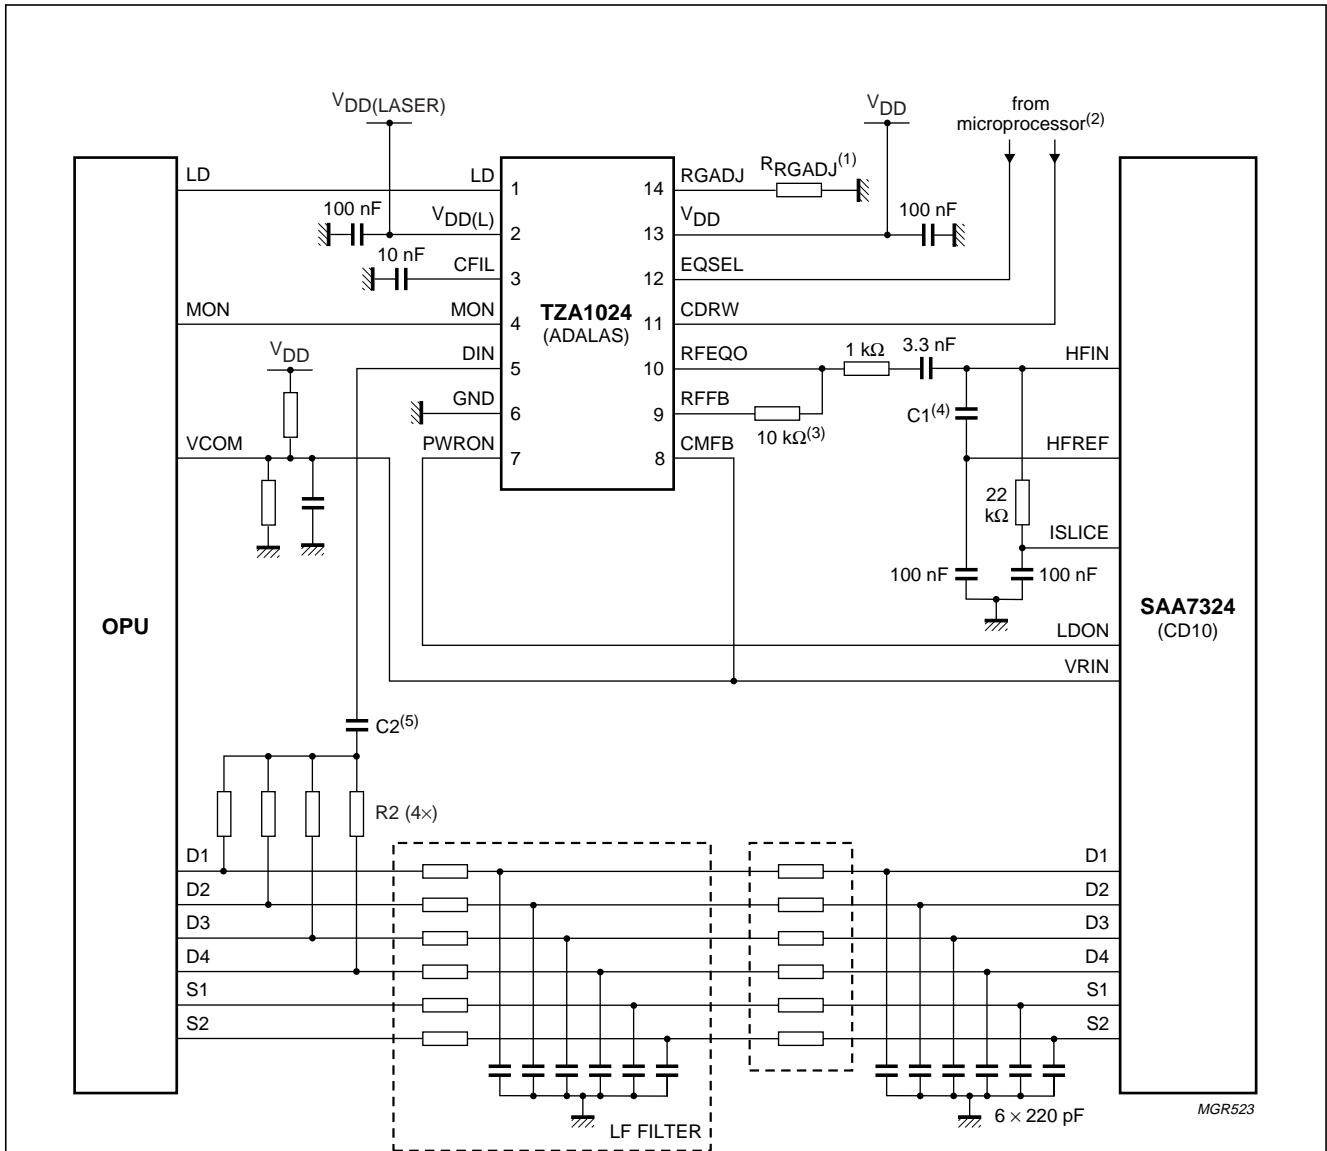 VDD(LASER)
VDD
from
microprocessor(2)
LD
LD
1
14
RGADJ
RRGADJ(1)
100 nF
VDD(L)
2
13
VDD
100 nF
10 nF
CFIL
3
12
EQSEL
MON
MON
4
TZA1024
(ADALAS)
11
CDRW
VDD
DIN
5
10
RFEQO
1 kΩ
3.3 nF
HFIN
GND
6
9
RFFB
10 kΩ(3)
C1(4)
VCOM
PWRON
7
8
CMFB
HFREF
22
kΩ
ISLICE
100 nF
100 nF
OPU
SAA7324
(CD10)
LDON
VRIN
C2(5)
R2 (4×)
D1
D1
D2
D2
D3
D3
D4
D4
S1
S1
S2
S2
LF FILTER
6 × 220 pF
MGR523